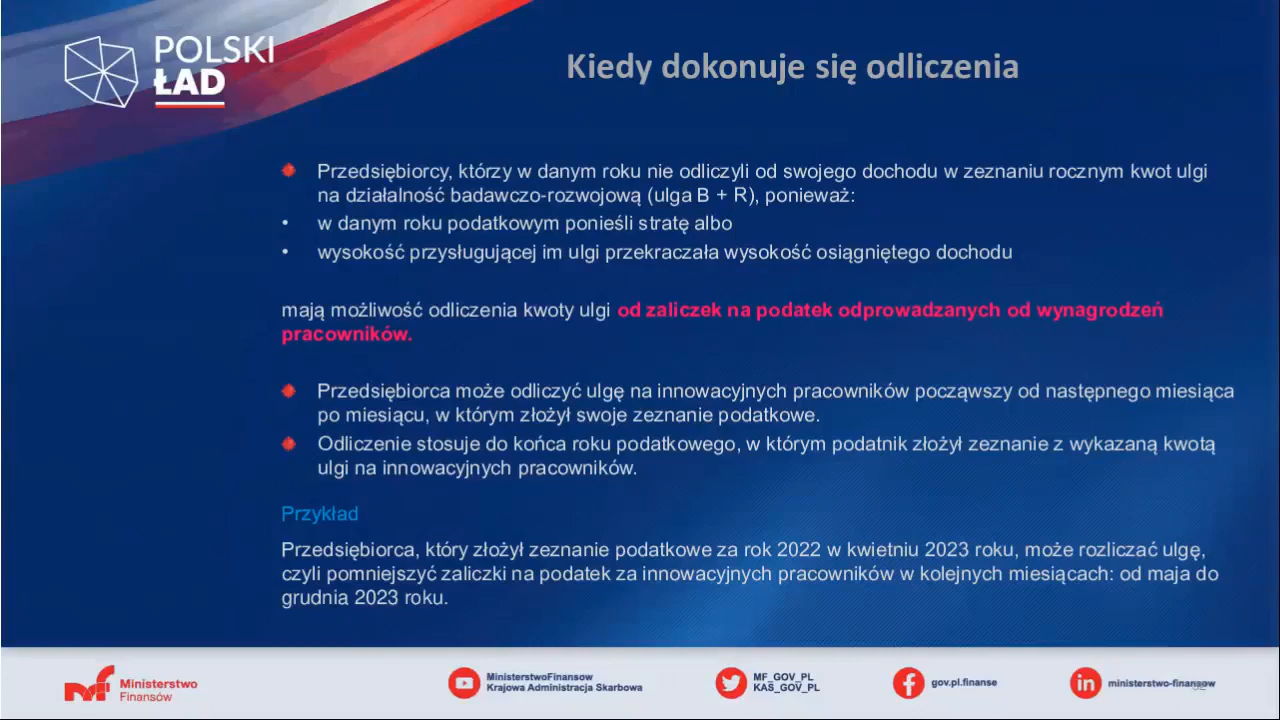 POLSKI
ŁAD
Kiedy dokonuje się odliczenia
Przedsiębiorcy, którzy w danym roku nie odliczyli od swojego dochodu w zeznaniu rocznym kwot ulgi
na działalność badawczo-rozwojową (ulga B + R), ponieważ:
• w danym roku podatkowym ponieśli stratę albo
• wysokość przysługującej im ulgi przekraczała wysokość osiągniętego dochodu
mają możliwość odliczenia kwoty ulgi od zaliczek na podatek odprowadzanych od wynagrodzeń
pracowników.
Przedsiębiorca może odliczyć ulgę na innowacyjnych pracowników począwszy od następnego miesiąca
po miesiącu, w którym złożył swoje zeznanie podatkowe.
Odliczenie stosuje do końca roku podatkowego, w którym podatnik złożył zeznanie z wykazaną kwotą
ulgi na innowacyjnych pracowników.
Przykład
Przedsiębiorca, który złożył zeznanie podatkowe za rok 2022 w kwietniu 2023 roku, może rozliczać ulgę,
czyli pomniejszyć zaliczki na podatek za innowacyjnych pracowników w kolejnych miesiącach: od maja do
grudnia 2023 roku.
Ministerstwo
Finansów
MinisterstwoFinansow
Krajowa Administracja Skarbowa
MF_GOV_PL
KAS_GOV_PL
gov.pl.finanse
ministerstwo-finansow